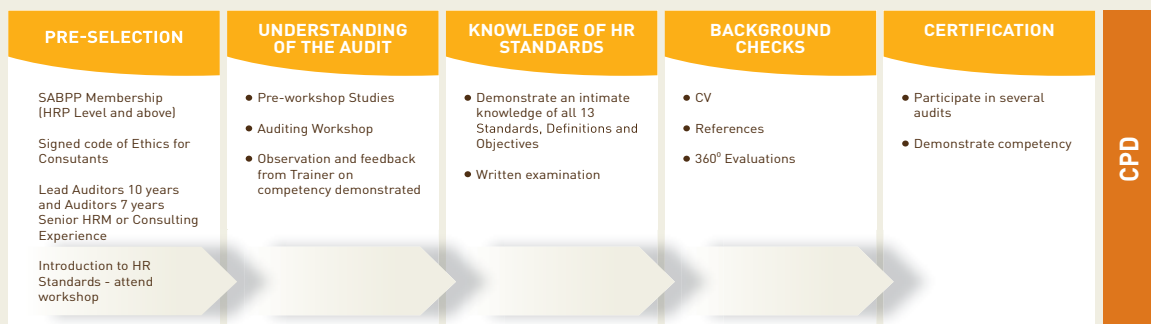 PRE-SELECTION
SABPP Membership
(HRP Level and above)
Signed code of Ethics for
Consutants
Lead Auditors 10 years
and Auditors 7 years
Senior HRM or Consulting
Experience
Introduction to HR
Standards - attend
workshop
UNDERSTANDING
OF THE AUDIT
• Pre-workshop Studies
• Auditing Workshop
• Observation and feedback
from Trainer on
competency demonstrated
KNOWLEDGE OF HR
STANDARDS
• Demonstrate an intimate
knowledge of all 13
Standards, Definitions and
Objectives
• Written examination
BACKGROUND
CHECKS
• CV
• References
• 360⁰ Evaluations
CERTIFICATION
• Participate in several
audits
• Demonstrate competency
CPD